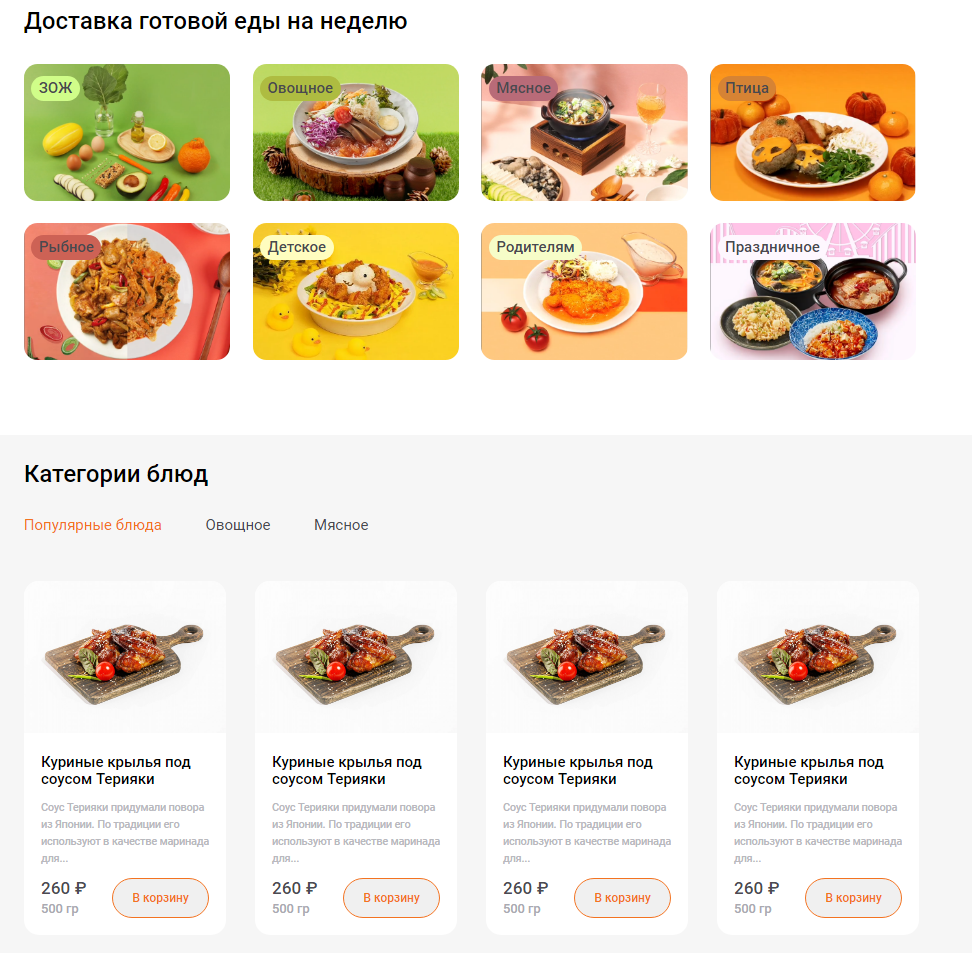 Доставка готовой еды на неделю
ЗОЖ
Овощное
Мясное
Птица
Рыбное
Детское
Родителям
Праздничное
Категории блюд
Популярные блюда
Овощное
Мясное
Куриные крылья под
соусом Терияки
Соус Терияки придумали повора
из Японии. По традиции его
используют в качестве маринада
для...
260 ₽
500 гр
В корзину
Куриные крылья под
соусом Терияки
Соус Терияки придумали повора
из Японии. По традиции его
используют в качестве маринада
для...
260 ₽
500 гр
В корзину
Куриные крылья под
соусом Терияки
Соус Терияки придумали повора
из Японии. По традиции его
используют в качестве маринада
для...
260 ₽
500 гр
В корзину
Куриные крылья под
соусом Терияки
Соус Терияки придумали повора
из Японии. По традиции его
используют в качестве маринада
для...
260 ₽
500 гр
В корзину